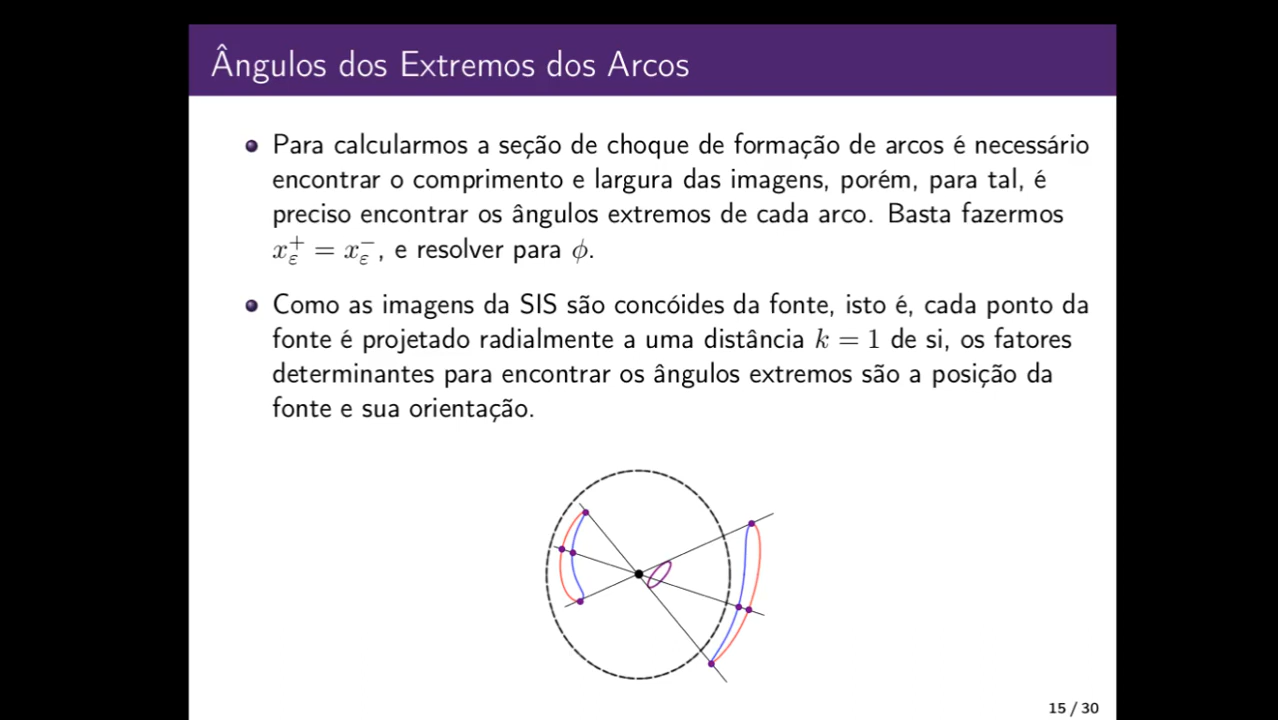 Ângulos dos Extremos dos Arcos
Para calcularmos a seção de choque de formação de arcos é necessário
encontrar o comprimento e largura das imagens, porém, para tal, é
preciso encontrar os ângulos extremos de cada arco. Basta fazermos
x_ε^+ = x_ε^-, e resolver para ϕ.
Como as imagens da SIS são concóides da fonte, isto é, cada ponto da
fonte é projetado radialmente a uma distância k = 1 de si, os fatores
determinantes para encontrar os ângulos extremos são a posição da
fonte e sua orientação.
15 / 30